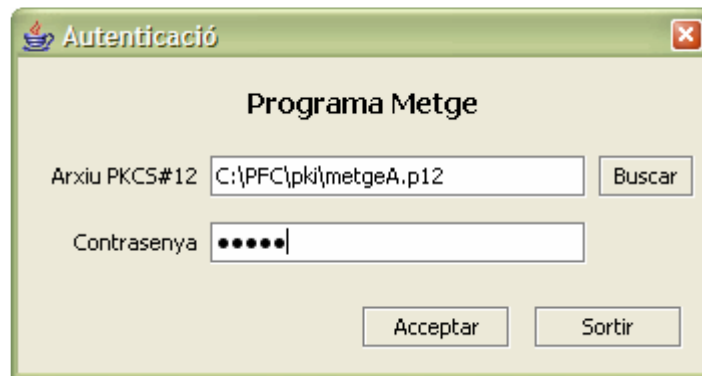 Autenticació
Programa Metge
Arxiu PKCS#12 C:\PFC\pki\metgeA.p12 Buscar
Contrasenya •••••
Acceptar Sortir